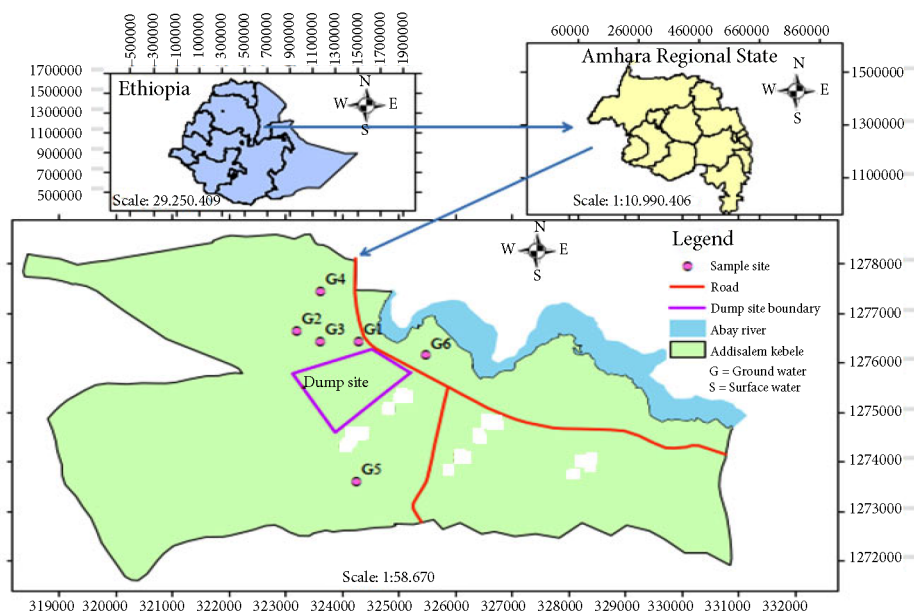 -500000 -300000 -100000 100000 300000 500000 700000 900000 1100000 1300000 1500000 1700000 1900000
60000 260000 460000 660000 860000
1700000
1500000
1300000
1100000
900000
700000
500000
Ethiopia
N
W E
S
Scale: 29.250.409
Amhara Regional State
N
W E
S
Scale: 1:10.990.406
1500000
1300000
1100000
N
W E
S
G4
G2
G3
G1
G6
Dump site
G5
Legend
Sample site
Road
Dump site boundary
Abay river
Addisalem kebele
G = Ground water
S = Surface water
1278000
1277000
1276000
1275000
1274000
1273000
1272000
Scale: 1:58.670
319000 320000 321000 322000 323000 324000 325000 326000 327000 328000 329000 330000 331000 332000